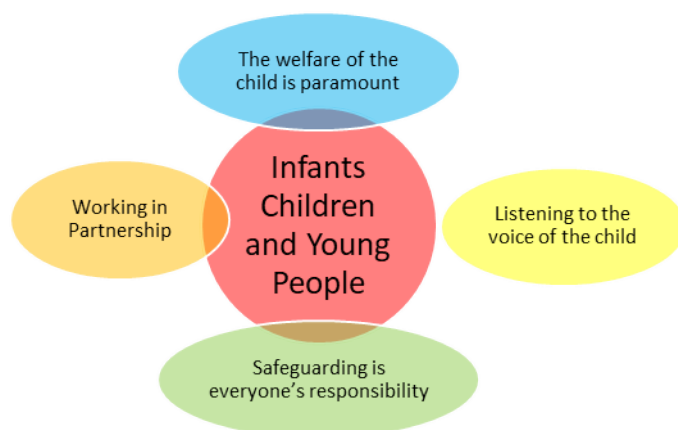 The welfare of the
child is paramount
Infants
Children
and Young
People
Working in
Partnership
Listening to the
voice of the child
Safeguarding is
everyone’s responsibility